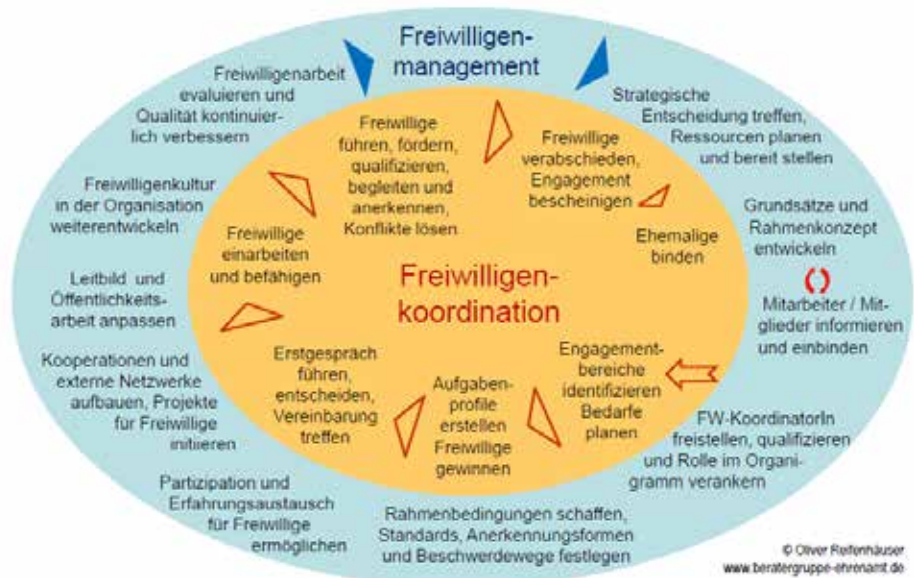 Freiwilligen-
management
Strategische
Entscheidung treffen,
Ressourcen planen
und bereit stellen
Grundsätze und
Rahmenkonzept
entwickeln
Mitarbeiter / Mit-
glieder informieren
und einbinden
FW-KoordinatorIn
freistellen, qualifizieren
und Rolle im Organi-
gramm verankern
Rahmenbedingungen schaffen,
Standards, Anerkennungsformen
und Beschwerdewege festlegen
Partizipation und
Erfahrungsaustausch
für Freiwillige
ermöglichen
Kooperationen und
externe Netzwerke
aufbauen, Projekte
für Freiwillige
initiieren
Leitbild und
Öffentlichkeits-
arbeit anpassen
Freiwilligenkultur
in der Organisation
weiterentwickeln
Freiwilligenarbeit
evaluieren und
Qualität kontinuier-
lich verbessern
Freiwilligen-
koordination
Engagement-
bereiche
identifizieren
Bedarfe
planen
Aufgaben-
profile
erstellen
Freiwillige
gewinnen
Erstgespräch
führen,
entscheiden,
Vereinbarung
treffen
Freiwillige
einarbeiten
und befähigen
Freiwillige
führen, fördern,
qualifizieren,
begleiten und
anerkennen,
Konflikte lösen
Freiwillige
verabschieden,
Engagement
bescheinigen
Ehemalige
binden
© Oliver Reifenhäuser
www.beratergruppe-ehrenamt.de